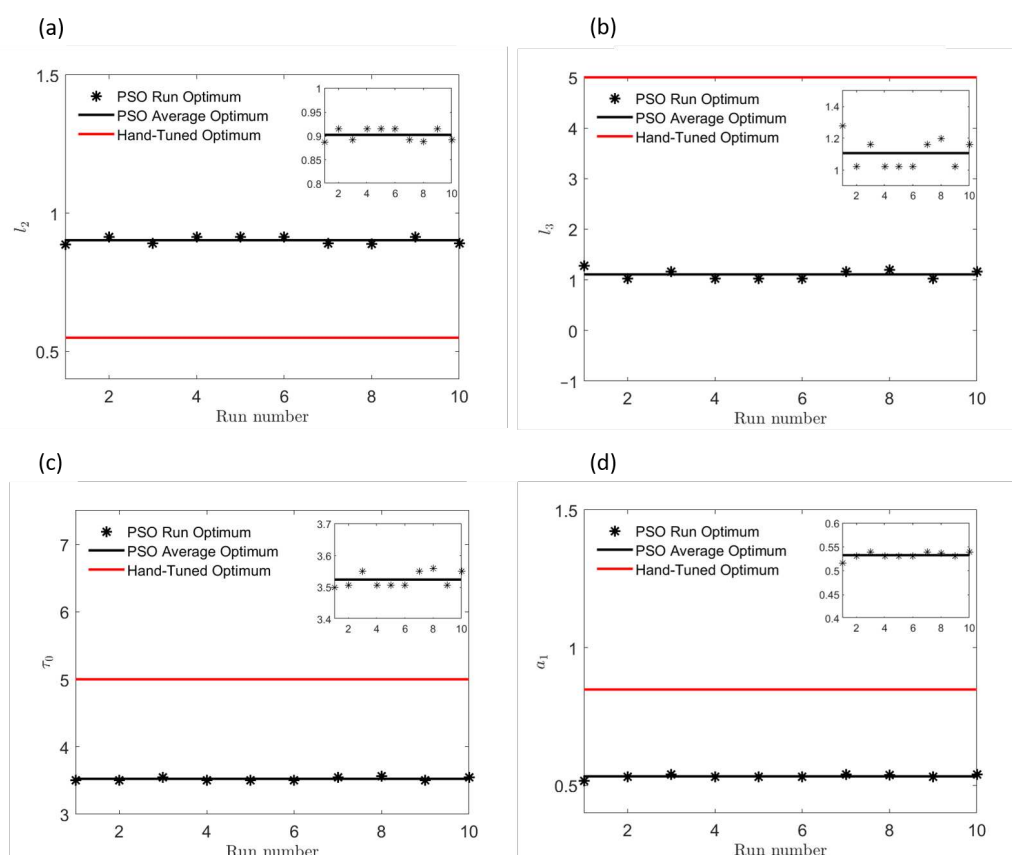 (a)
1.5
1
0.5
l2
PSO Run Optimum
PSO Average Optimum
Hand-Tuned Optimum
1
0.95
0.9
0.85
0.8
2 4 6 8 10
2 4 6 8 10
Run number
(b)
5
4
3
2
1
0
−1
l3
PSO Run Optimum
PSO Average Optimum
Hand-Tuned Optimum
1.4
1.2
1
2 4 6 8 10
2 4 6 8 10
Run number
(c)
7
6
5
4
3
τ0
PSO Run Optimum
PSO Average Optimum
Hand-Tuned Optimum
3.7
3.6
3.5
3.4
2 4 6 8 10
2 4 6 8 10
Run number
(d)
1.5
1
0.5
a1
PSO Run Optimum
PSO Average Optimum
Hand-Tuned Optimum
0.6
0.55
0.5
0.45
0.4
2 4 6 8 10
2 4 6 8 10
Run number